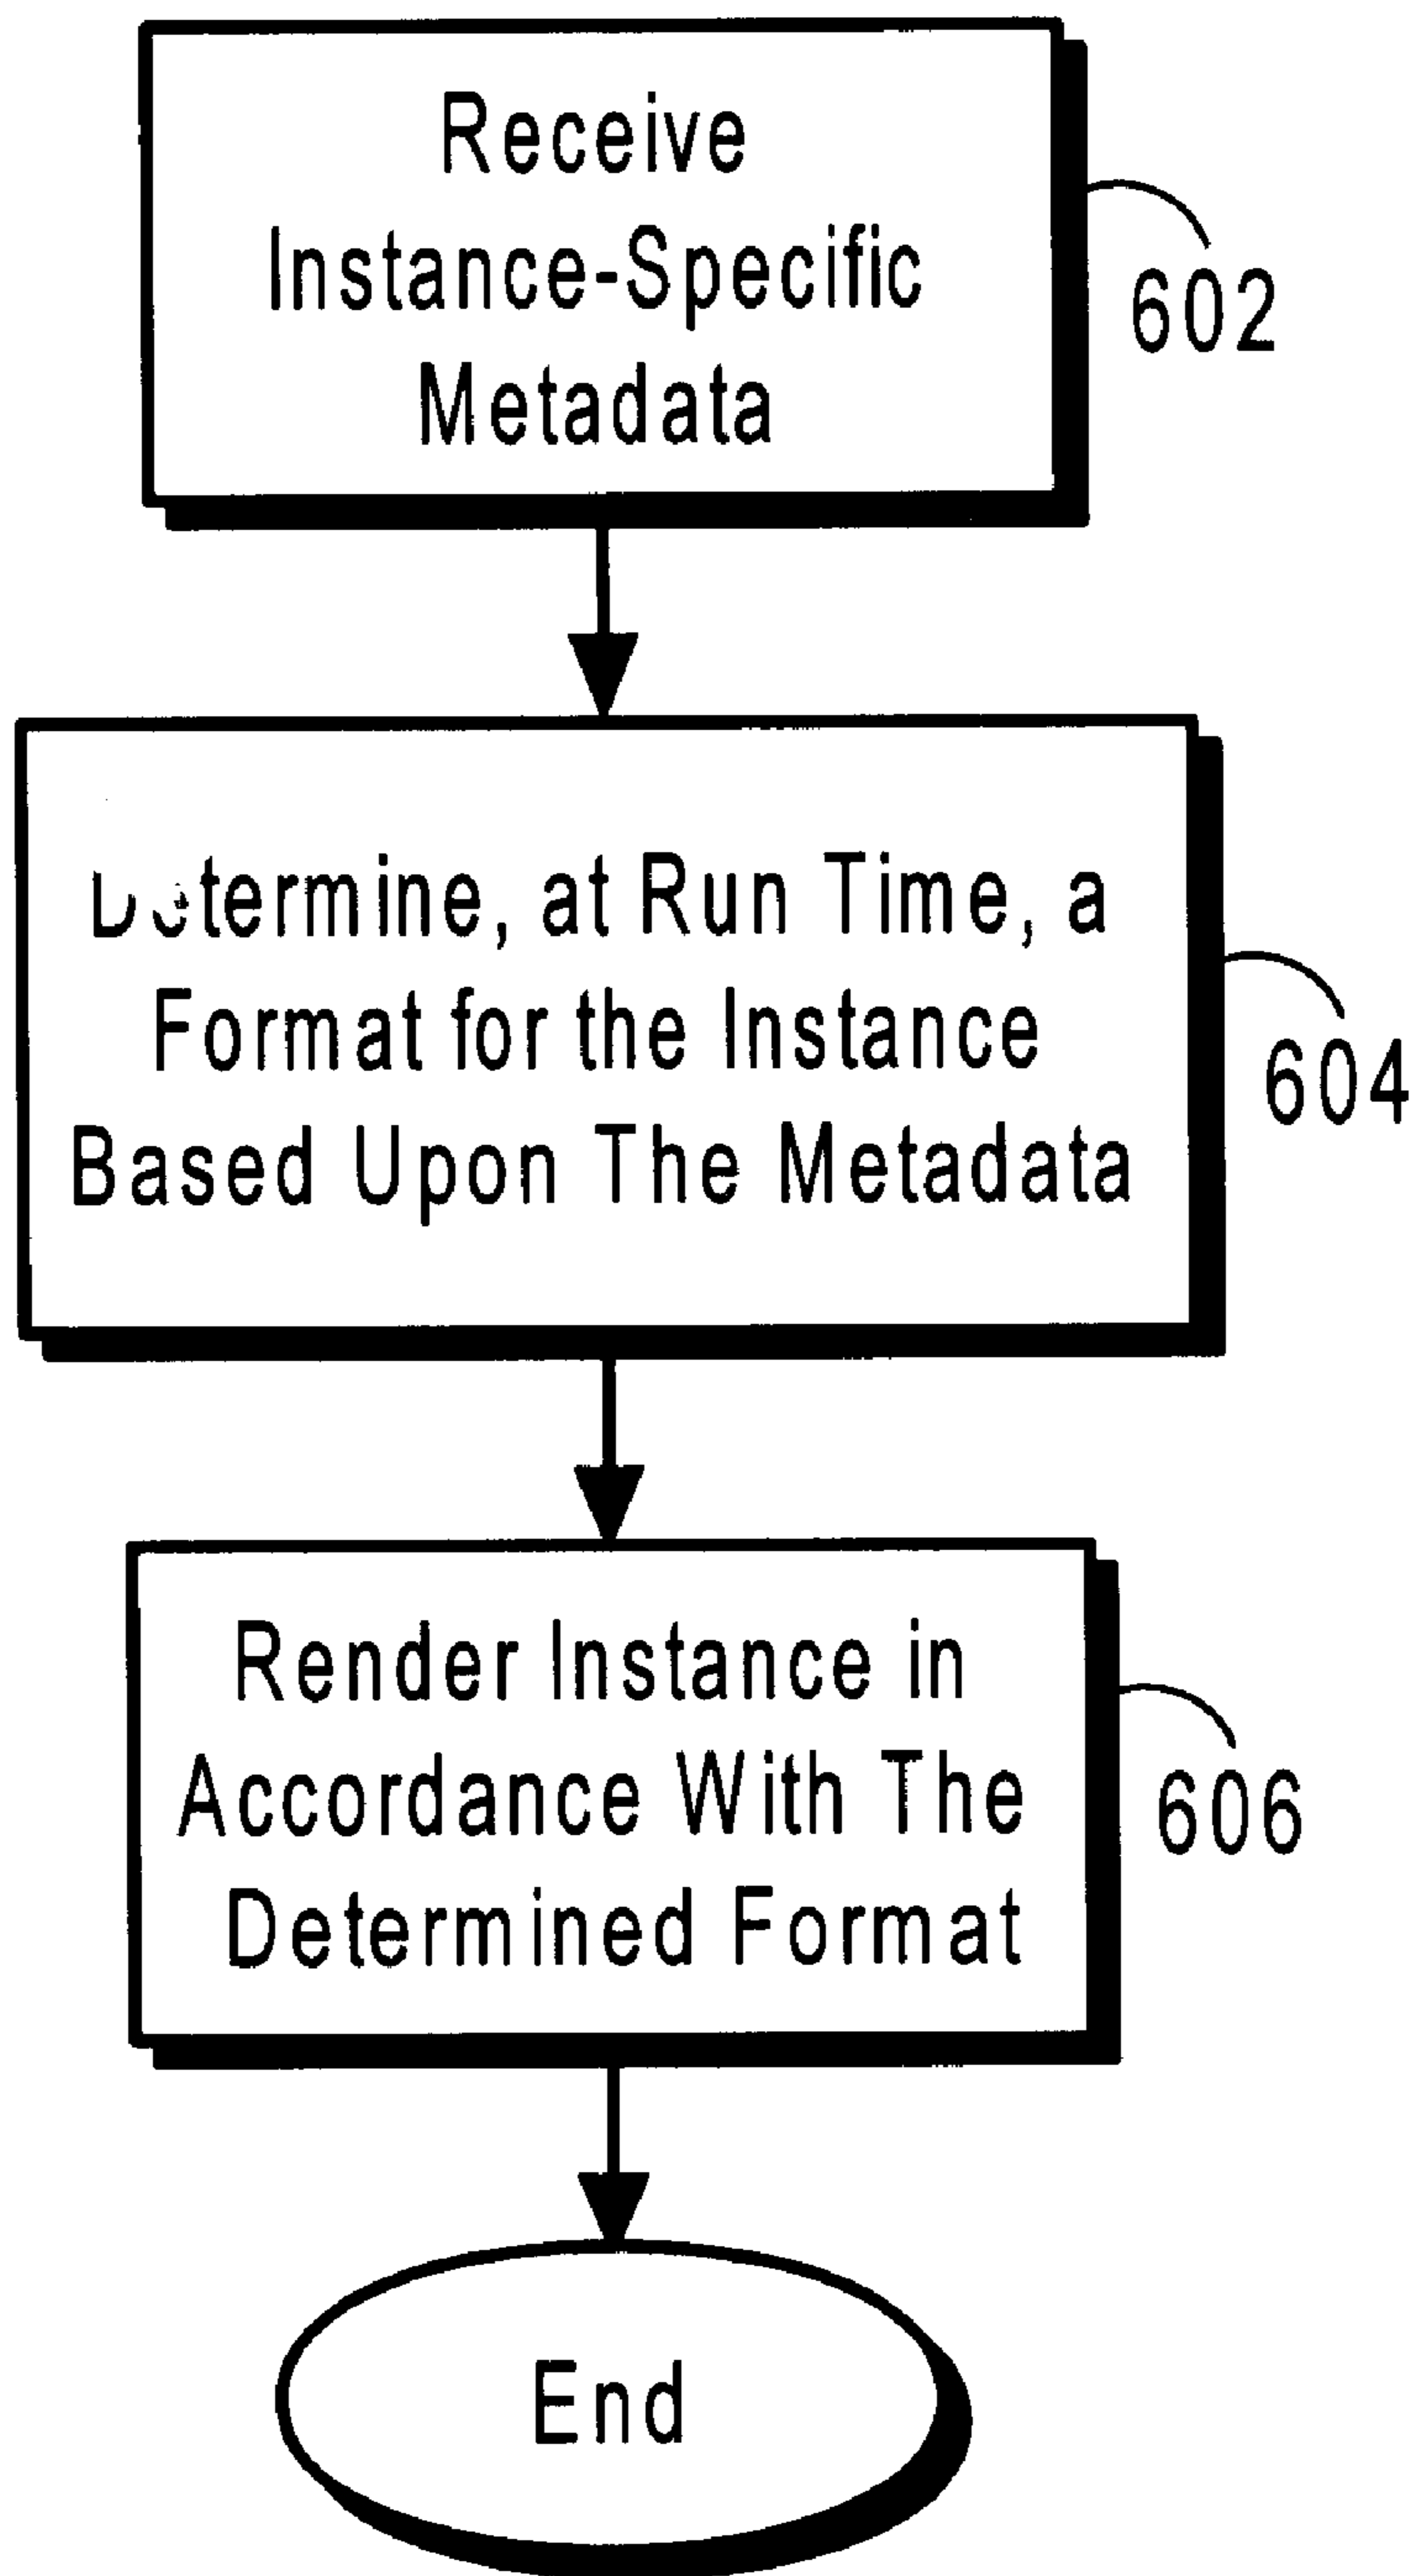 Receive
Instance-Specific
Metadata
602
Determine, at Run Time, a
Format for the Instance
Based Upon The Metadata
604
Render Instance in
Accordance With The
Determined Format
606
End